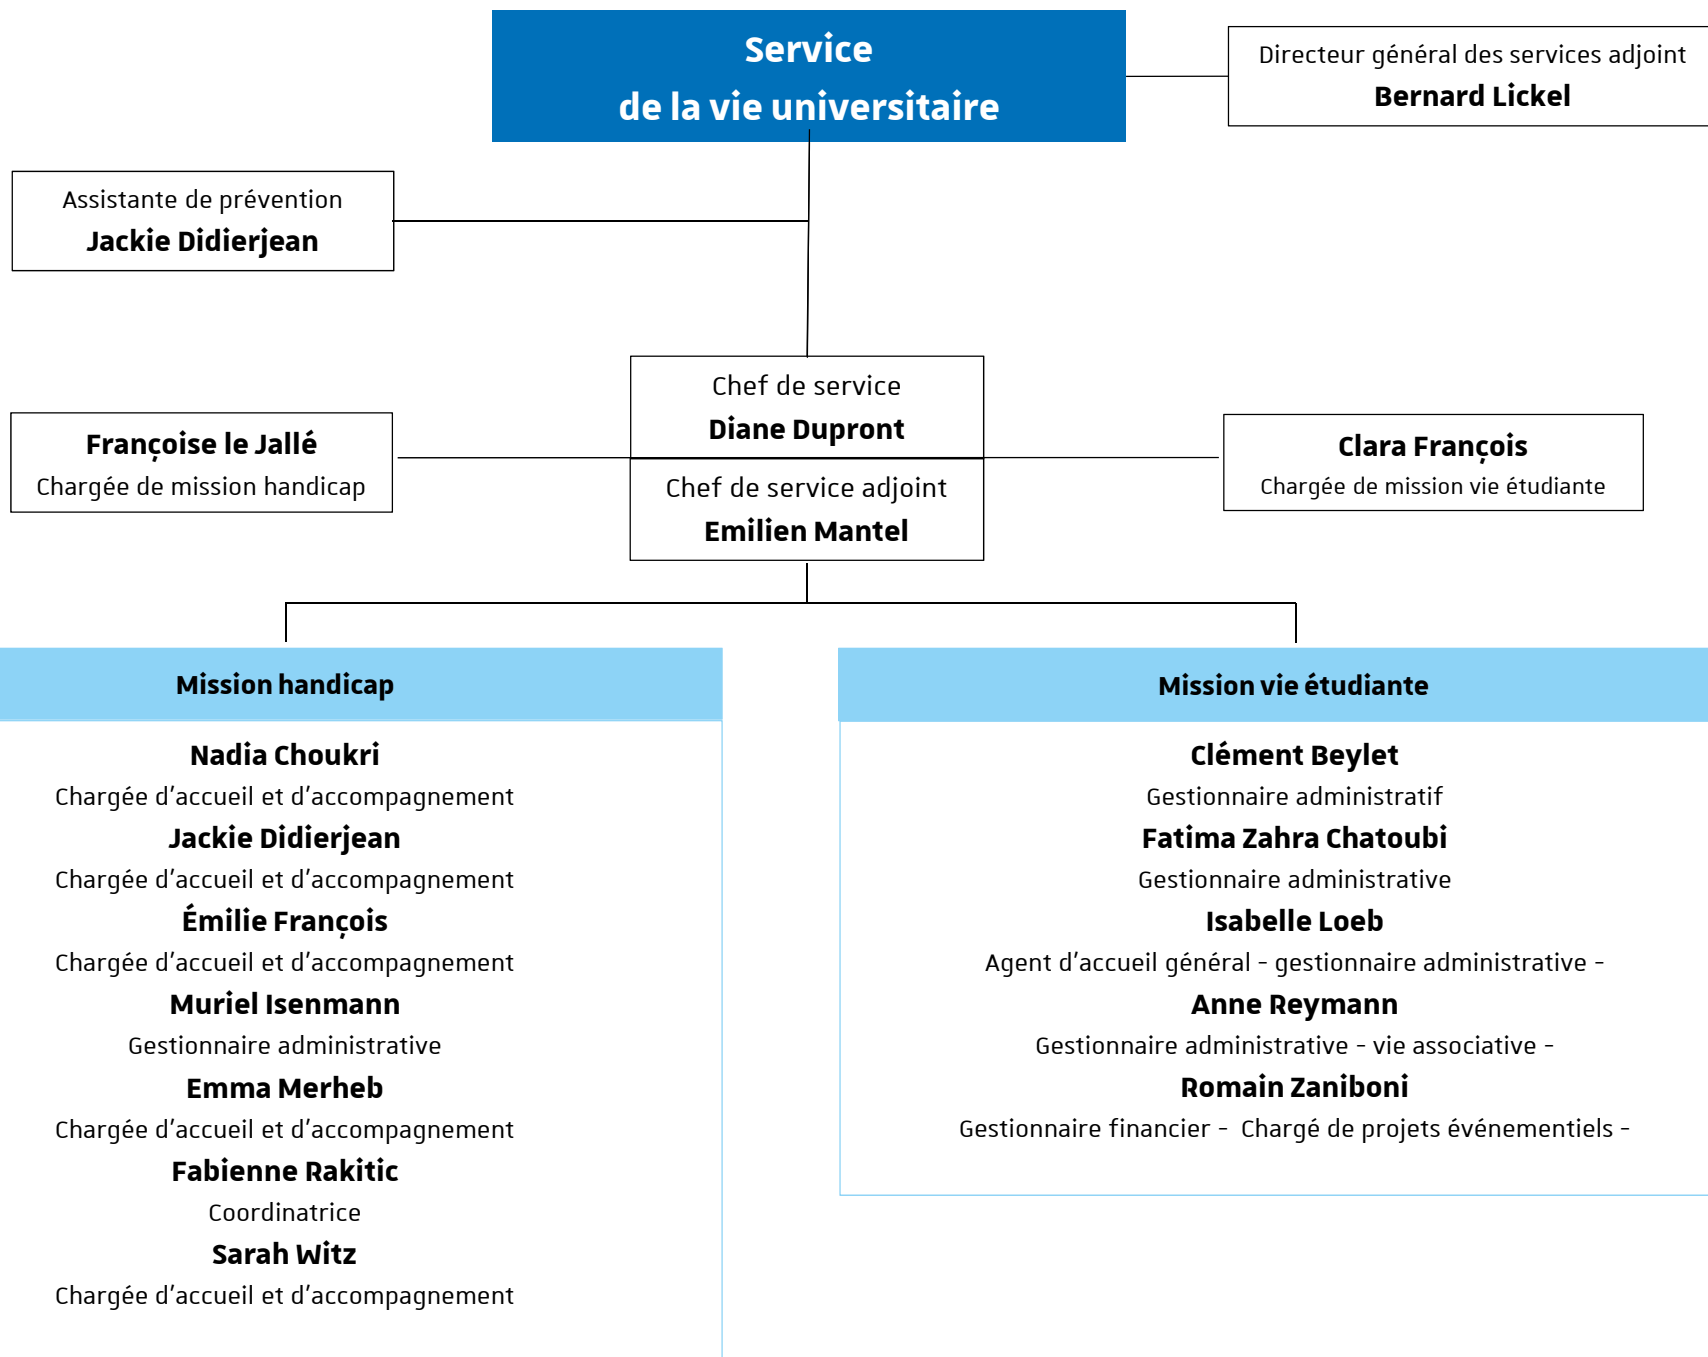 Service
de la vie universitaire
Directeur général des services adjoint
Bernard Lickel
Assistante de prévention
Jackie Didierjean
Chef de service
Diane Dupront
Chef de service adjoint
Emilien Mantel
Françoise le Jallé
Chargée de mission handicap
Clara François
Chargée de mission vie étudiante
Mission handicap
Nadia Choukri
Chargée d'accueil et d'accompagnement
Jackie Didierjean
Chargée d'accueil et d'accompagnement
Émilie François
Chargée d'accueil et d'accompagnement
Muriel Isenmann
Gestionnaire administrative
Emma Merheb
Chargée d'accueil et d'accompagnement
Fabienne Rakitic
Coordinatrice
Sarah Witz
Chargée d'accueil et d'accompagnement
Mission vie étudiante
Clément Beylet
Gestionnaire administratif
Fatima Zahra Chatoubi
Gestionnaire administrative
Isabelle Loeb
Agent d'accueil général - gestionnaire administrative -
Anne Reymann
Gestionnaire administrative - vie associative -
Romain Zaniboni
Gestionnaire financier - Chargé de projets événementiels -